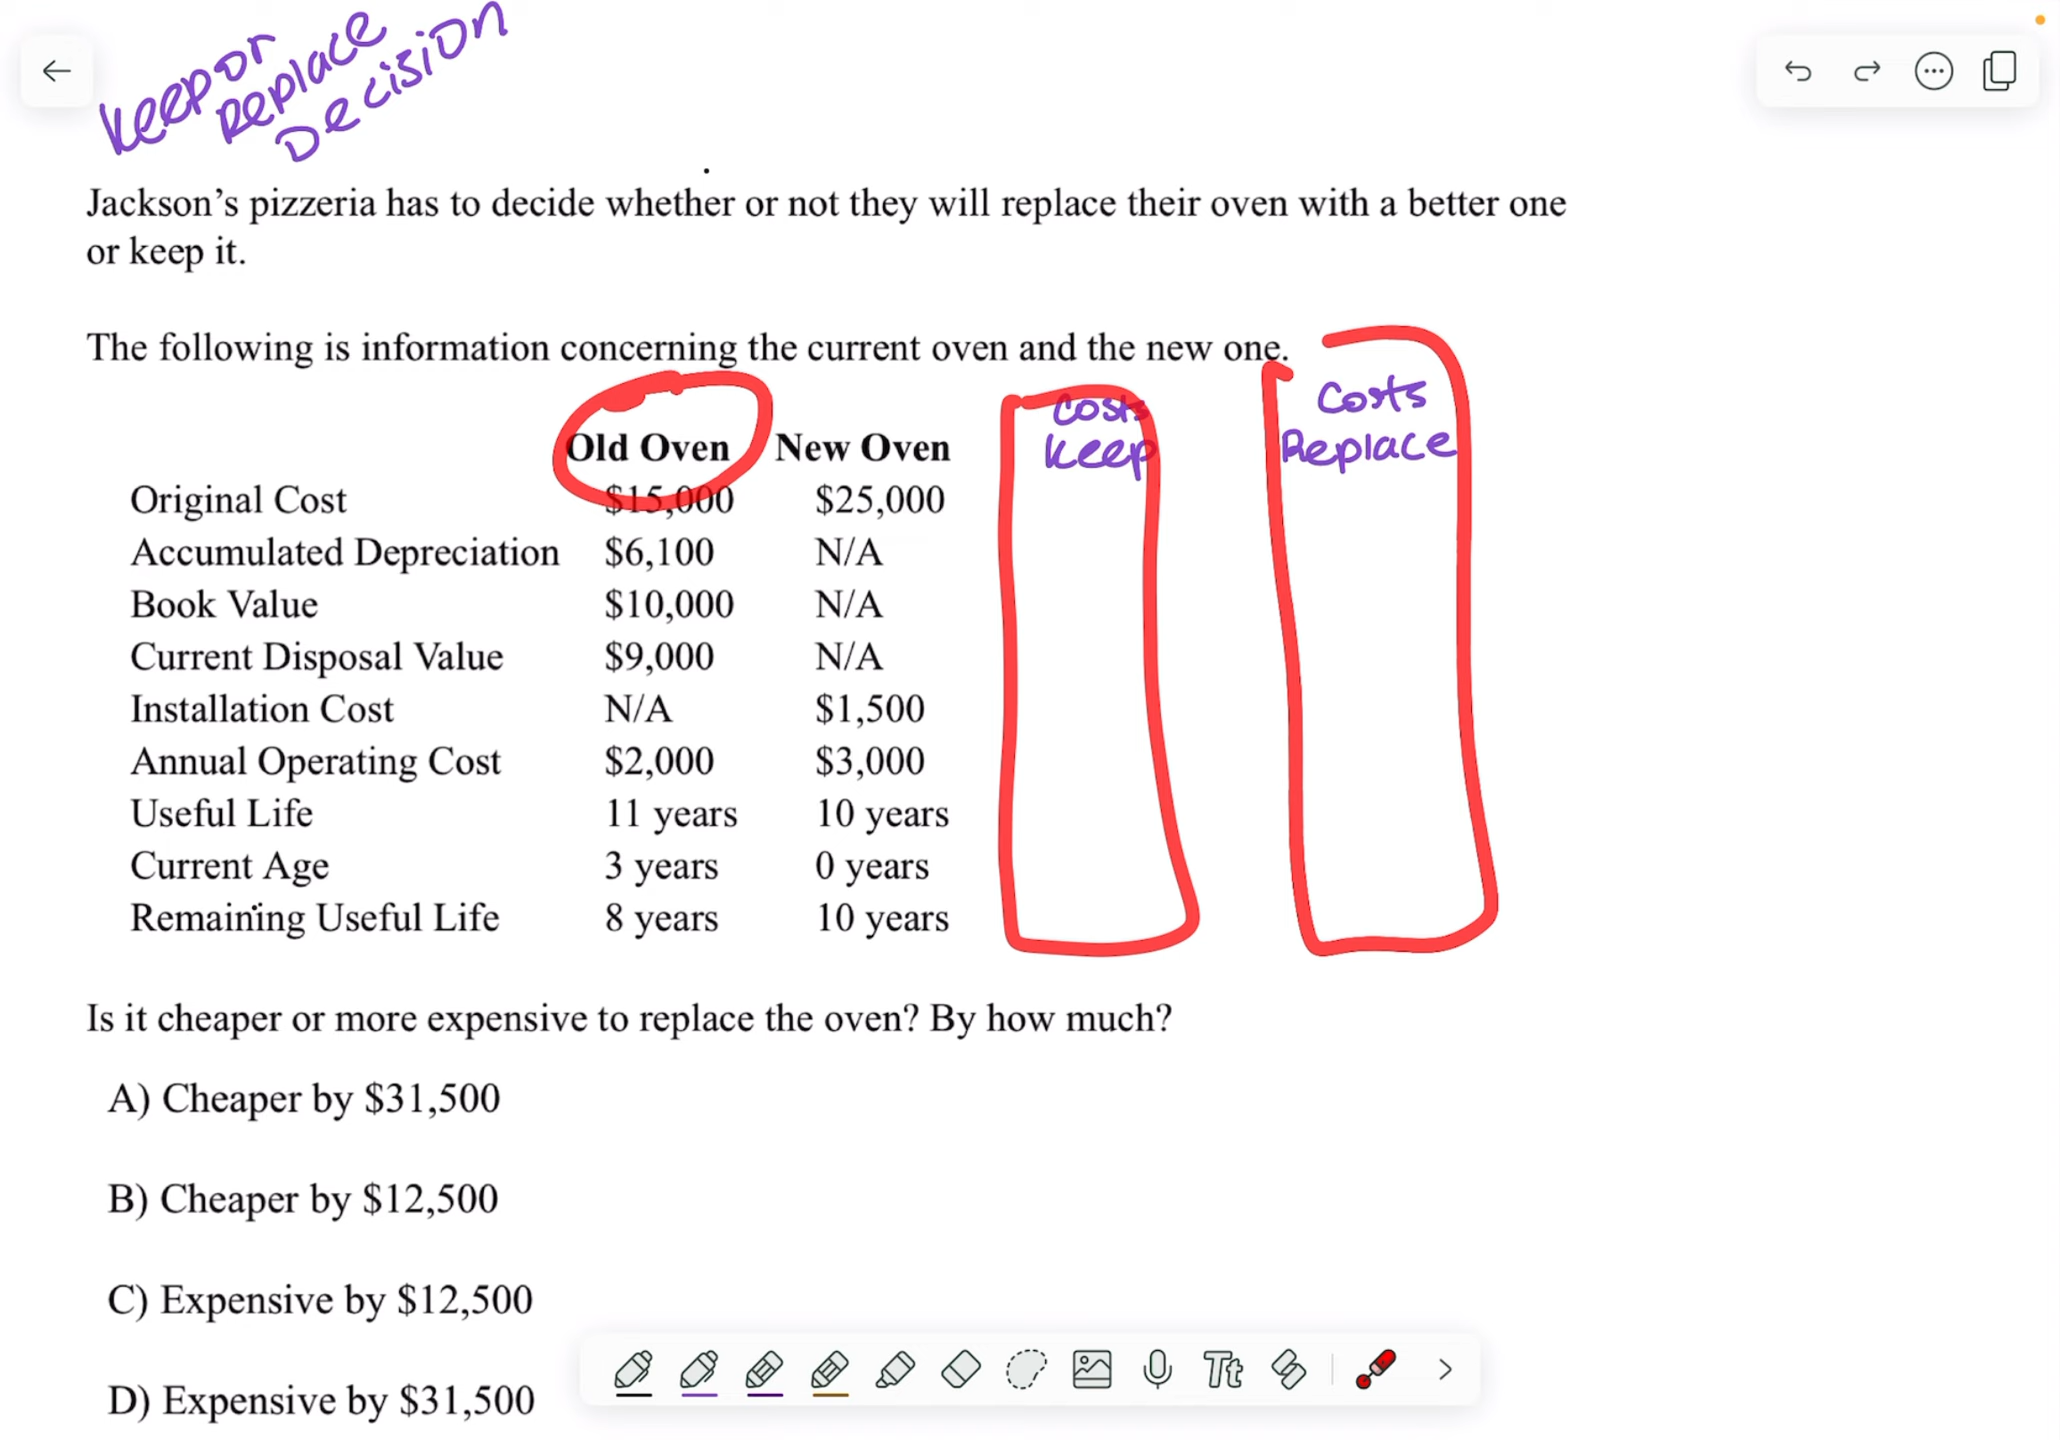 Keep or
Replace
Decision
Jackson’s pizzeria has to decide whether or not they will replace their oven with a better one
or keep it.
The following is information concerning the current oven and the new one.
Old Oven New Oven Costs Keep Costs Replace
Original Cost $15,000 $25,000
Accumulated Depreciation $6,100 N/A
Book Value $10,000 N/A
Current Disposal Value $9,000 N/A
Installation Cost N/A $1,500
Annual Operating Cost $2,000 $3,000
Useful Life 11 years 10 years
Current Age 3 years 0 years
Remaining Useful Life 8 years 10 years
Is it cheaper or more expensive to replace the oven? By how much?
A) Cheaper by $31,500
B) Cheaper by $12,500
C) Expensive by $12,500
D) Expensive by $31,500
Tt